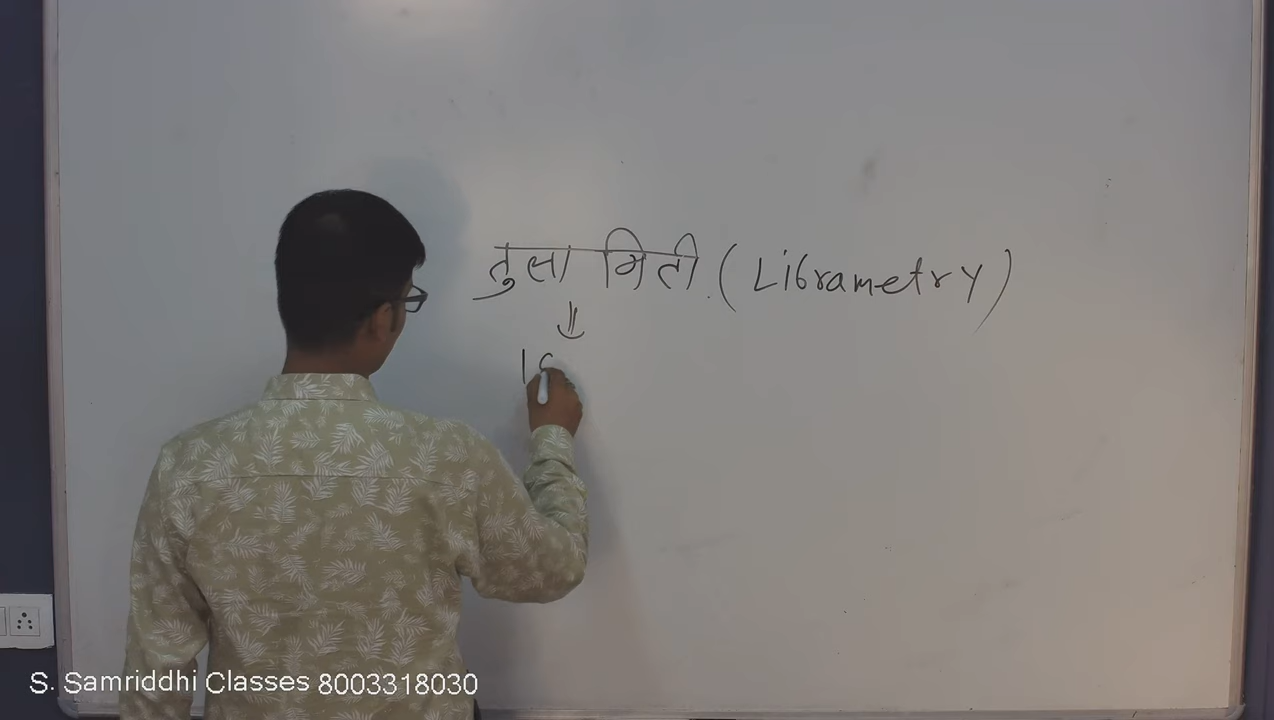 तुला मिती. (Librametry)
⇓
S. Samriddhi Classes 8003318030